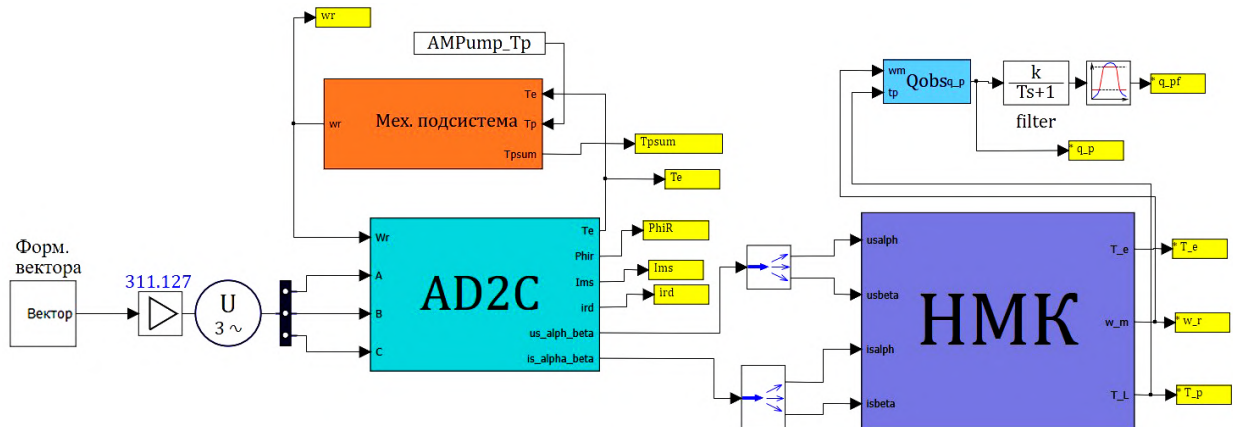 wr
AMPump_Tp
Te
wr
Мех. подсистема
Tp
Tpsum
Tpsum
Te
wm
tp
Qobs
q_p
k
Ts+1
filter
* q_pf
* q_p
Форм.
вектора
Вектор
311.127
U
3 ~
Wr
A
B
C
AD2C
Te
Phir
Ims
ird
us_alph_beta
is_alpha_beta
PhiR
Ims
ird
usalph
usbeta
isalph
isbeta
НМК
T_e
w_m
T_L
* T_e
* w_r
* T_p